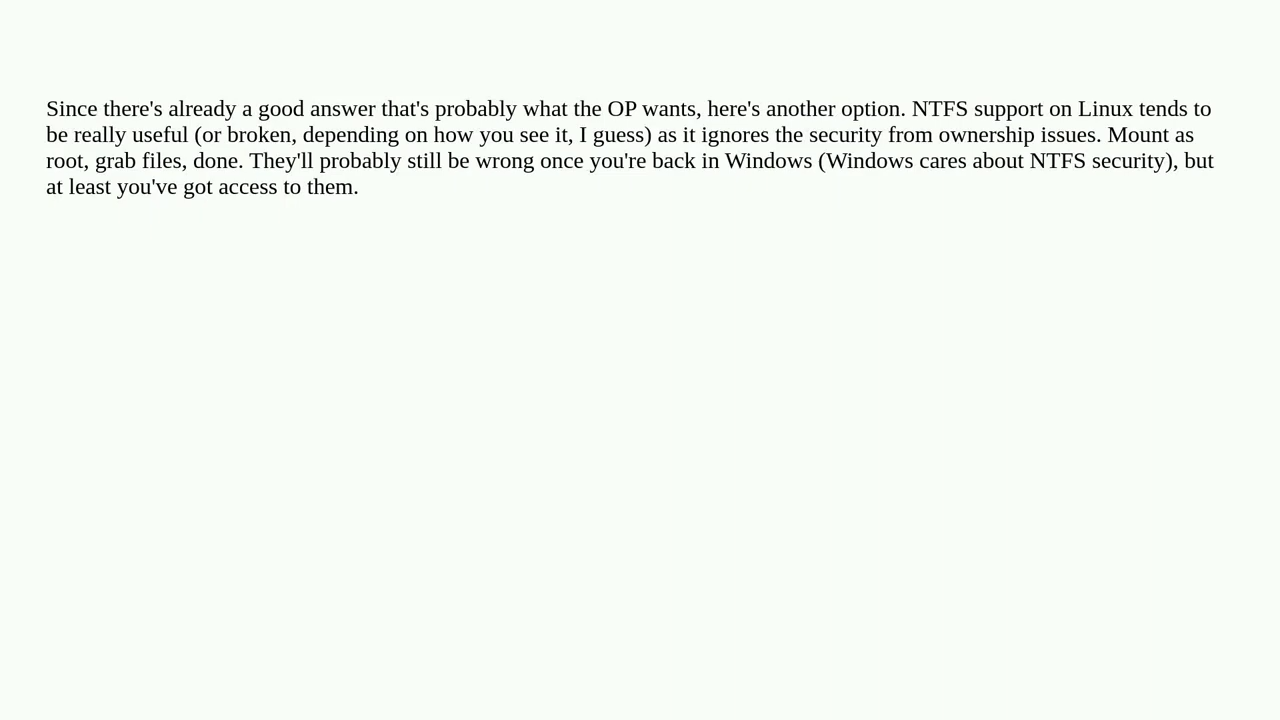 Since there's already a good answer that's probably what the OP wants, here's another option. NTFS support on Linux tends to
be really useful (or broken, depending on how you see it, I guess) as it ignores the security from ownership issues. Mount as
root, grab files, done. They'll probably still be wrong once you're back in Windows (Windows cares about NTFS security), but
at least you've got access to them.